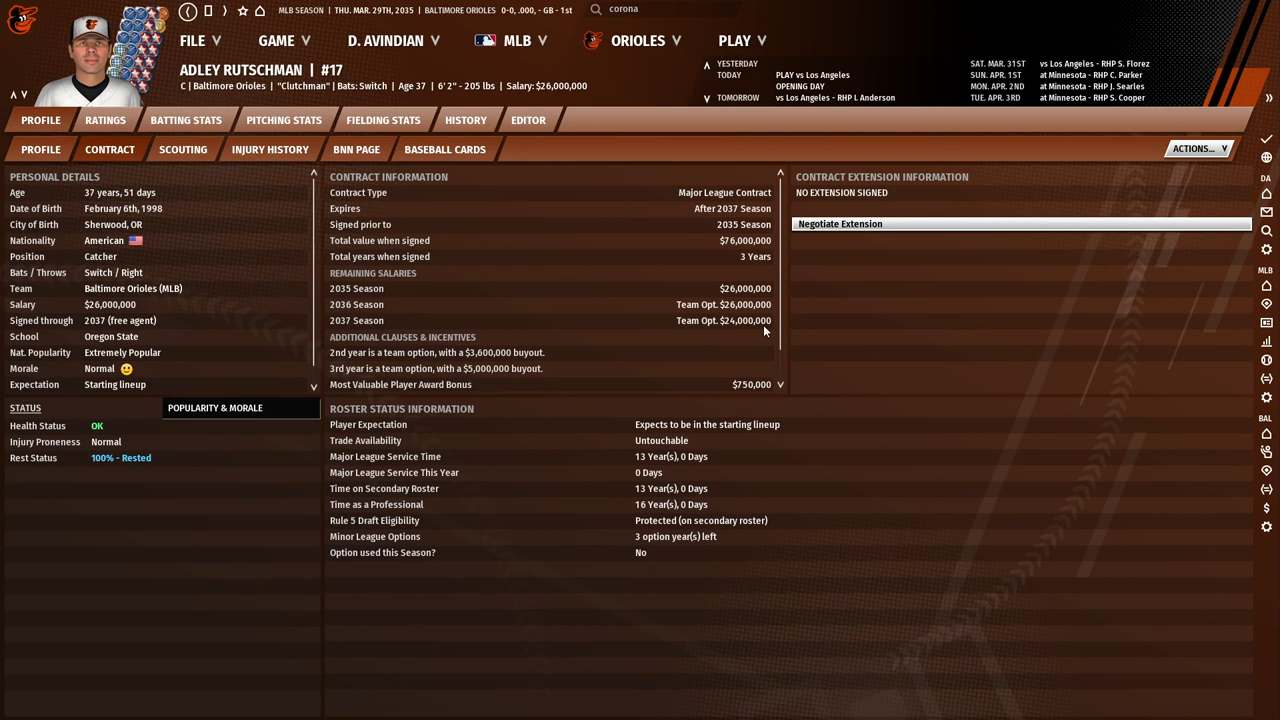 MLB SEASON | THU. MAR. 29TH, 2035 | BALTIMORE ORIOLES 0-0, .000, - GB - 1st
corona
FILE GAME D. AVINDIAN MLB ORIOLES PLAY
ADLEY RUTSCHMAN | #17
C | Baltimore Orioles | "Clutchman" | Bats: Switch | Age 37 | 6' 2" - 205 lbs | Salary: $26,000,000
YESTERDAY
TODAY PLAY vs Los Angeles
OPENING DAY
TOMORROW vs Los Angeles - RHP I. Anderson
SAT. MAR. 31ST vs Los Angeles - RHP S. Florez
SUN. APR. 1ST at Minnesota - RHP C. Parker
MON. APR. 2ND at Minnesota - RHP J. Searles
TUE. APR. 3RD at Minnesota - RHP S. Cooper
PROFILE RATINGS BATTING STATS PITCHING STATS FIELDING STATS HISTORY EDITOR
PROFILE CONTRACT SCOUTING INJURY HISTORY BNN PAGE BASEBALL CARDS
ACTIONS...
PERSONAL DETAILS
Age 37 years, 51 days
Date of Birth February 6th, 1998
City of Birth Sherwood, OR
Nationality American
Position Catcher
Bats / Throws Switch / Right
Team Baltimore Orioles (MLB)
Salary $26,000,000
Signed through 2037 (free agent)
School Oregon State
Nat. Popularity Extremely Popular
Morale Normal
Expectation Starting lineup
CONTRACT INFORMATION
Contract Type Major League Contract
Expires After 2037 Season
Signed prior to 2035 Season
Total value when signed $76,000,000
Total years when signed 3 Years
REMAINING SALARIES
2035 Season $26,000,000
2036 Season Team Opt. $26,000,000
2037 Season Team Opt. $24,000,000
ADDITIONAL CLAUSES & INCENTIVES
2nd year is a team option, with a $3,600,000 buyout.
3rd year is a team option, with a $5,000,000 buyout.
Most Valuable Player Award Bonus $750,000
CONTRACT EXTENSION INFORMATION
NO EXTENSION SIGNED
Negotiate Extension
STATUS POPULARITY & MORALE
Health Status OK
Injury Proneness Normal
Rest Status 100% - Rested
ROSTER STATUS INFORMATION
Player Expectation Expects to be in the starting lineup
Trade Availability Untouchable
Major League Service Time 13 Year(s), 0 Days
Major League Service This Year 0 Days
Time on Secondary Roster 13 Year(s), 0 Days
Time as a Professional 16 Year(s), 0 Days
Rule 5 Draft Eligibility Protected (on secondary roster)
Minor League Options 3 option year(s) left
Option used this Season? No
DA
MLB
BAL